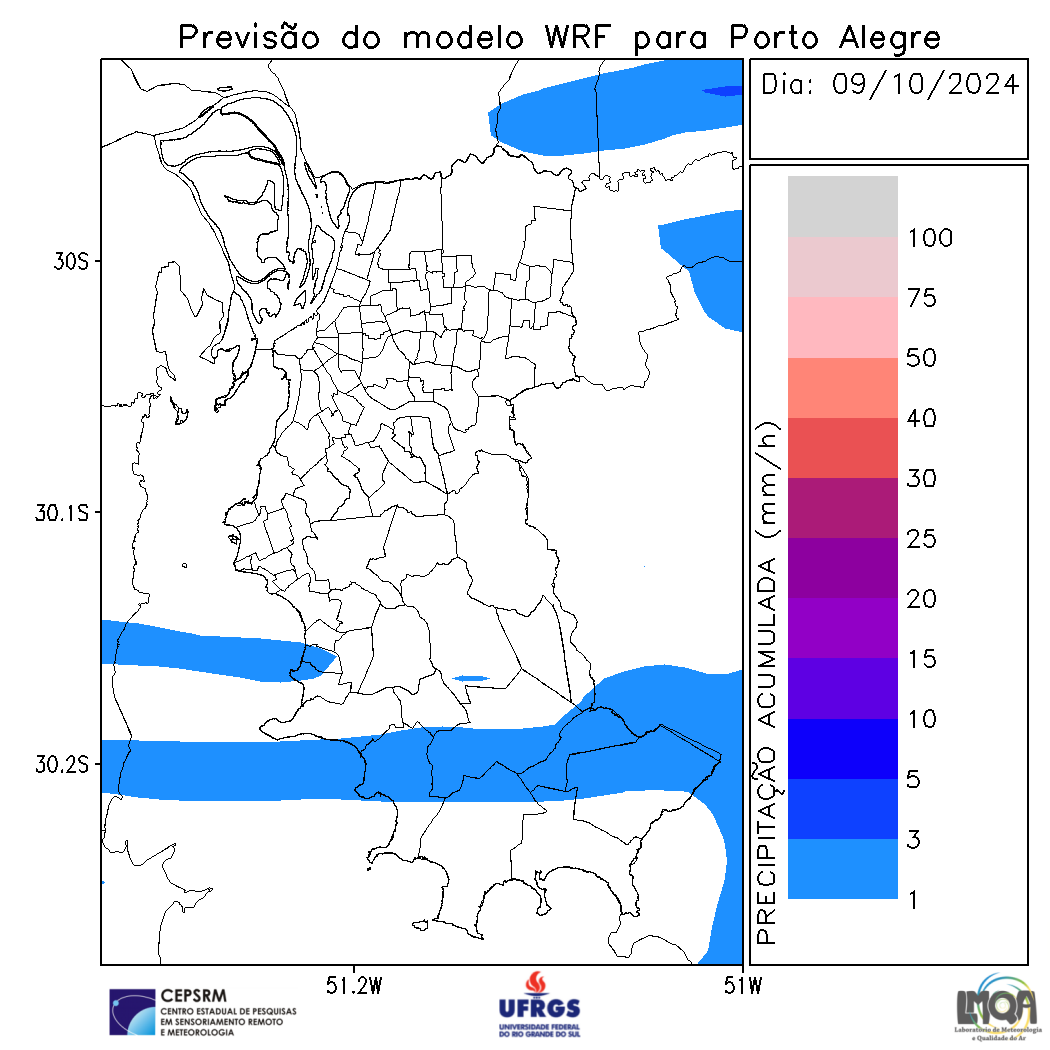 Previsão do modelo WRF para Porto Alegre
Dia: 09/10/2024
30S
30.1S
30.2S
51.2W
51W
PRECIPITAÇÃO ACUMULADA (mm/h)
100
75
50
40
30
25
20
15
10
5
3
1
CEPSRM
CENTRO ESTADUAL DE PESQUISAS
EM SENSORIAMENTO REMOTO
E METEOROLOGIA
UFRGS
UNIVERSIDADE FEDERAL
DO RIO GRANDE DO SUL
LMQA
Laboratório de Meteorologia
e Qualidade do Ar